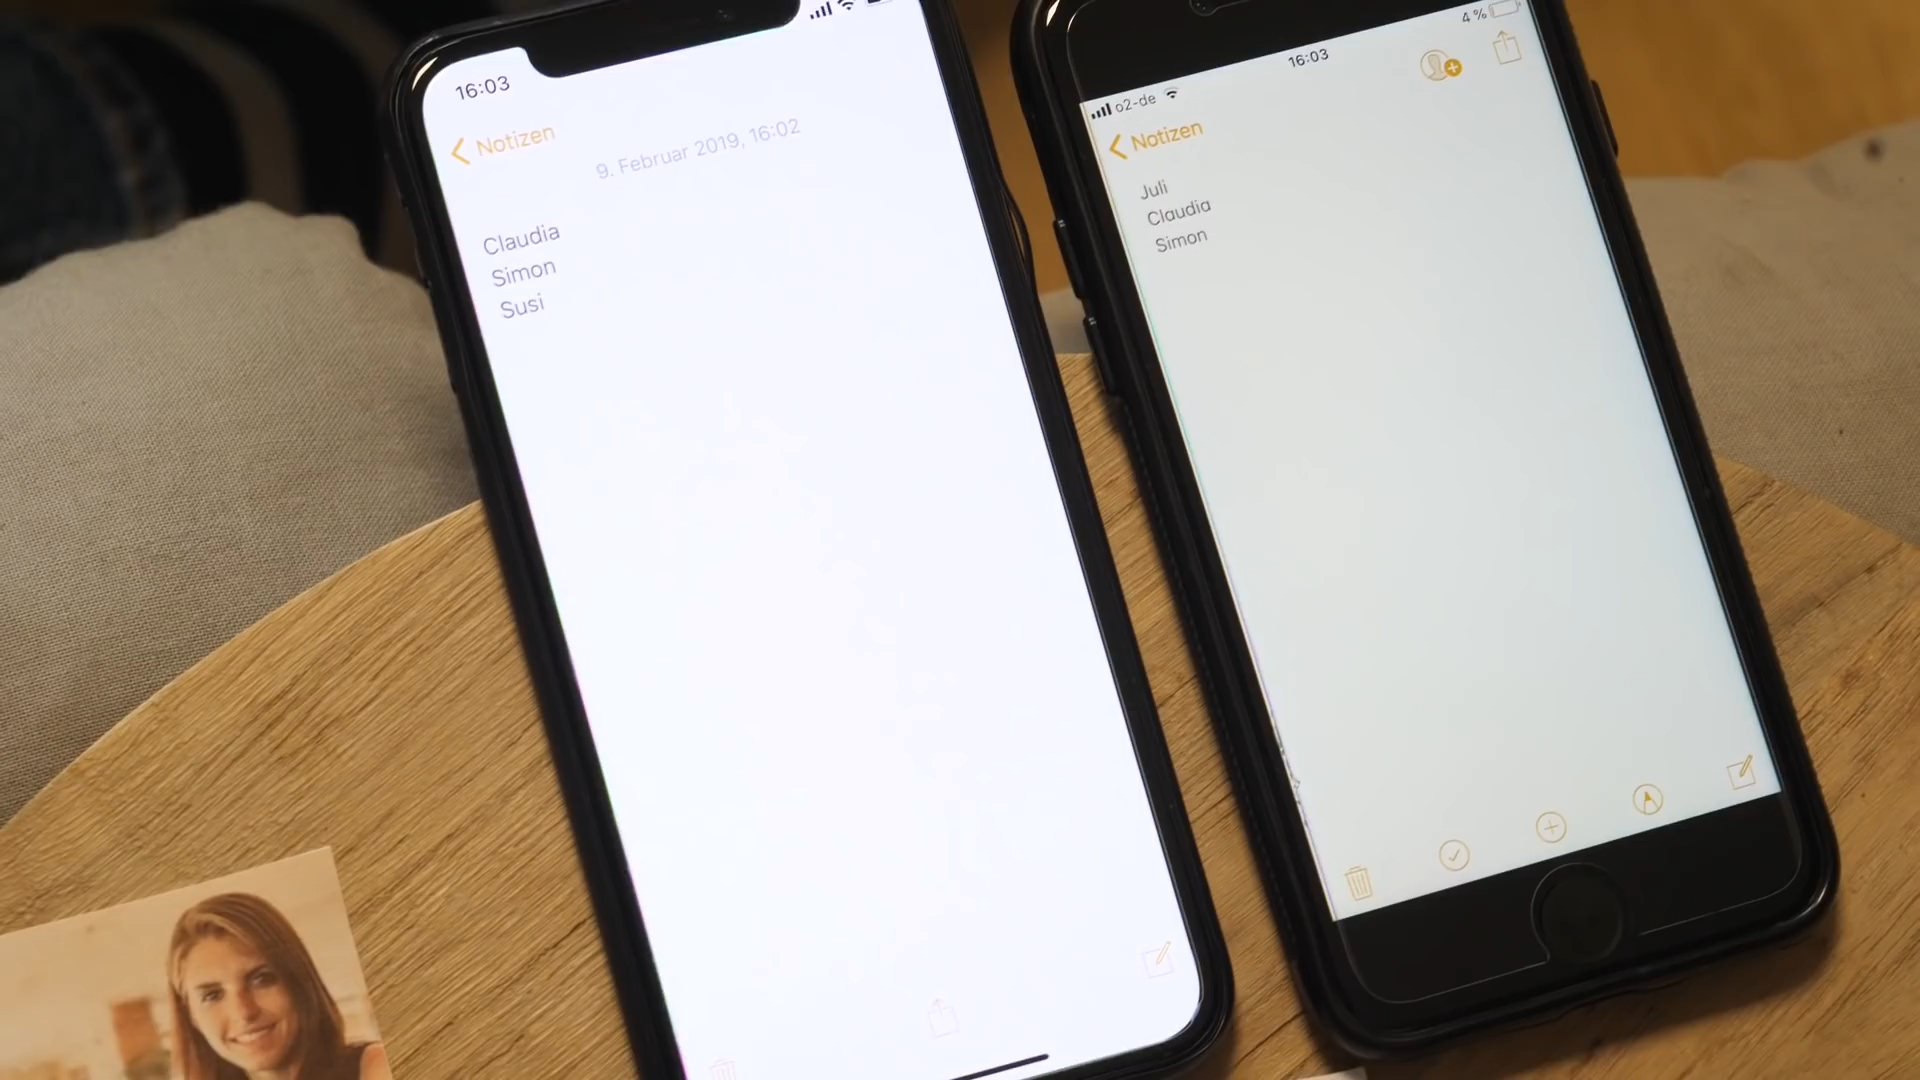 16:03
Notizen
9. Februar 2019, 16:02
Claudia
Simon
Susi
4 %
16:03
o2-de
Notizen
Juli
Claudia
Simon